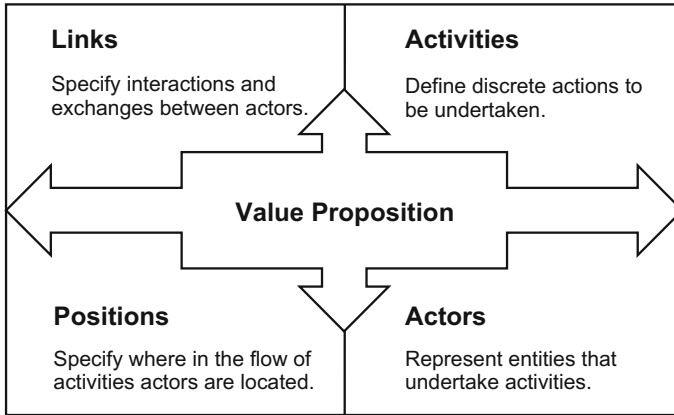 Links
Specify interactions and
exchanges between actors.
Activities
Define discrete actions to
be undertaken.
Value Proposition
Positions
Specify where in the flow of
activities actors are located.
Actors
Represent entities that
undertake activities.